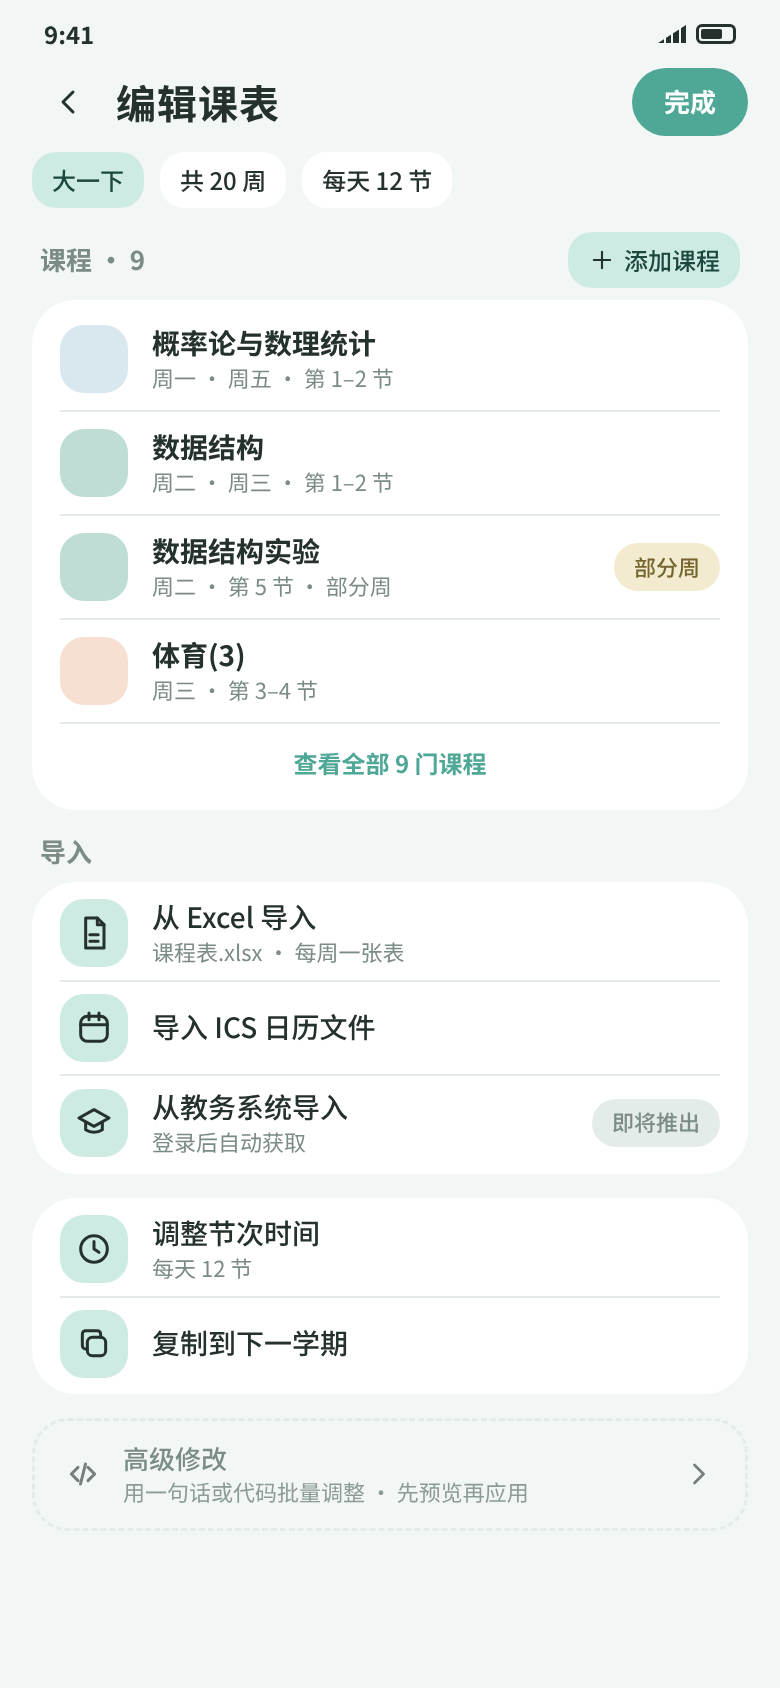 9:41
编辑课表
完成
大一下
共 20 周
每天 12 节
课程 · 9
添加课程
概率论与数理统计
周一 · 周五 · 第 1–2 节
数据结构
周二 · 周三 · 第 1–2 节
数据结构实验
周二 · 第 5 节 · 部分周
部分周
体育(3)
周三 · 第 3–4 节
查看全部 9 门课程
导入
从 Excel 导入
课程表.xlsx · 每周一张表
导入 ICS 日历文件
从教务系统导入
登录后自动获取
即将推出
调整节次时间
每天 12 节
复制到下一学期
高级修改
用一句话或代码批量调整 · 先预览再应用